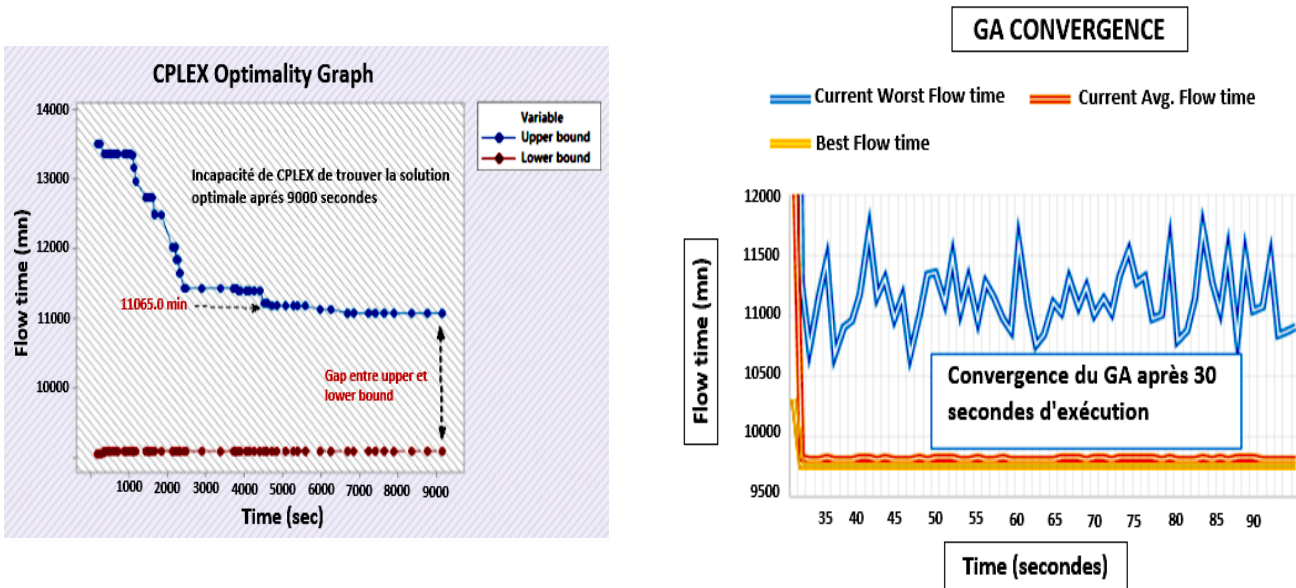 CPLEX Optimality Graph
14000
13000
12000
11000
10000
Flow time (mn)
Variable
Upper bound
Lower bound
Incapacité de CPLEX de trouver la solution
optimale aprés 9000 secondes
11065.0 min
Gap entre upper et
lower bound
1000 2000 3000 4000 5000 6000 7000 8000 9000
Time (sec)
GA CONVERGENCE
Current Worst Flow time
Current Avg. Flow time
Best Flow time
12000
11500
11000
10500
10000
9500
Flow time (mn)
Convergence du GA après 30
secondes d'exécution
35 40 45 50 55 60 65 70 75 80 85 90
Time (secondes)